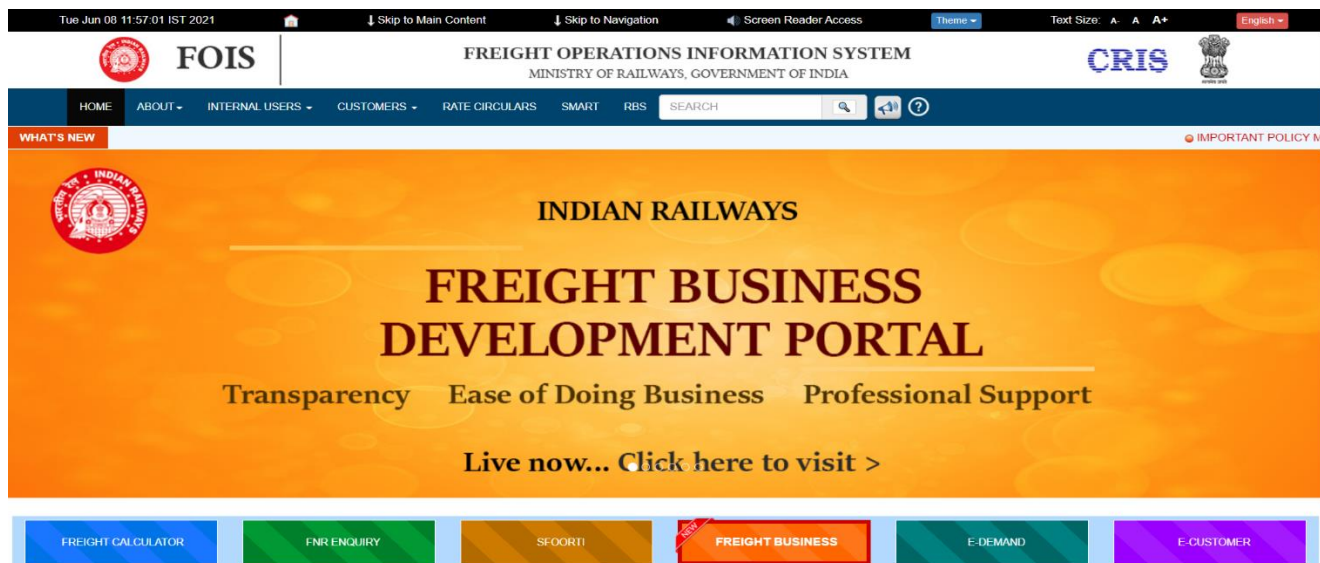 Tue Jun 08 11:57:01 IST 2021 Skip to Main Content Skip to Navigation Screen Reader Access Theme Text Size: A- A A+ English
FOIS
FREIGHT OPERATIONS INFORMATION SYSTEM
MINISTRY OF RAILWAYS, GOVERNMENT OF INDIA
CRIS
HOME ABOUT INTERNAL USERS CUSTOMERS RATE CIRCULARS SMART RBS SEARCH ?
WHAT'S NEW IMPORTANT POLICY M
INDIAN
RAILWAYS
भारतीय रेल
INDIAN RAILWAYS
FREIGHT BUSINESS
DEVELOPMENT PORTAL
Transparency Ease of Doing Business Professional Support
Live now... Click here to visit >
FREIGHT CALCULATOR FNR ENQUIRY SFOORTI NEW FREIGHT BUSINESS E-DEMAND E-CUSTOMER